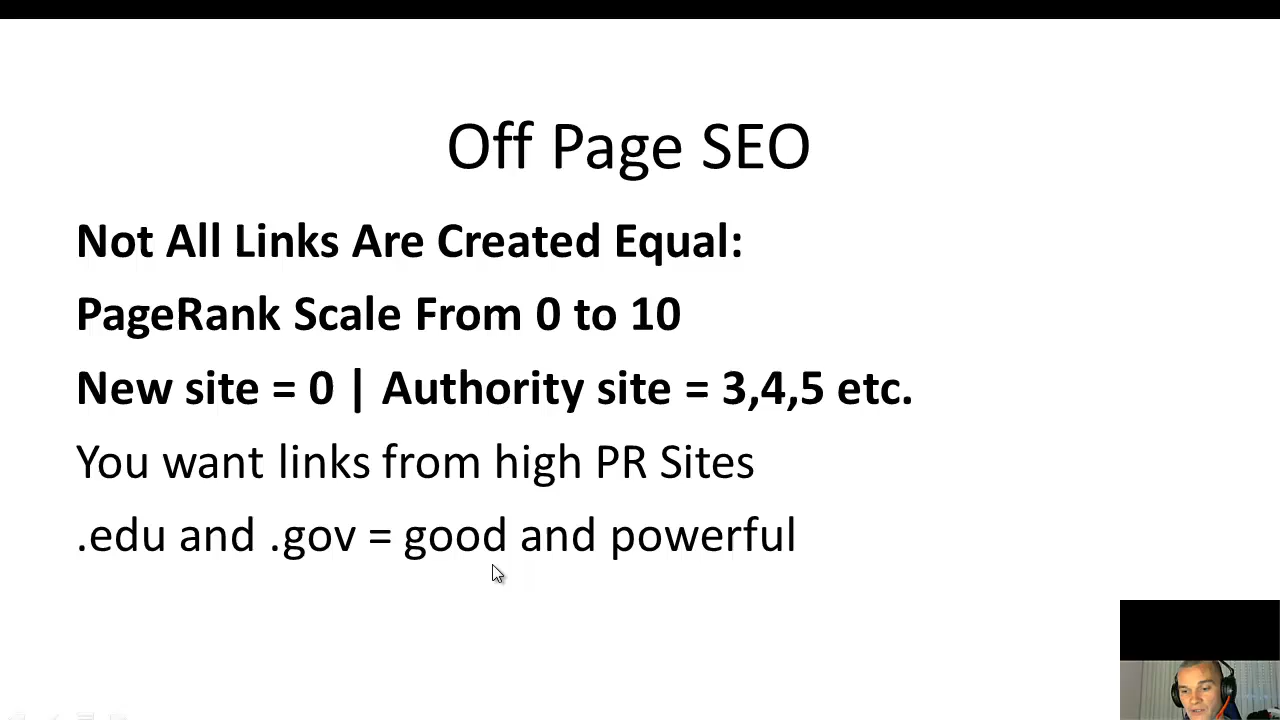 Off Page SEO
Not All Links Are Created Equal:
PageRank Scale From 0 to 10
New site = 0 | Authority site = 3,4,5 etc.
You want links from high PR Sites
.edu and .gov = good and powerful